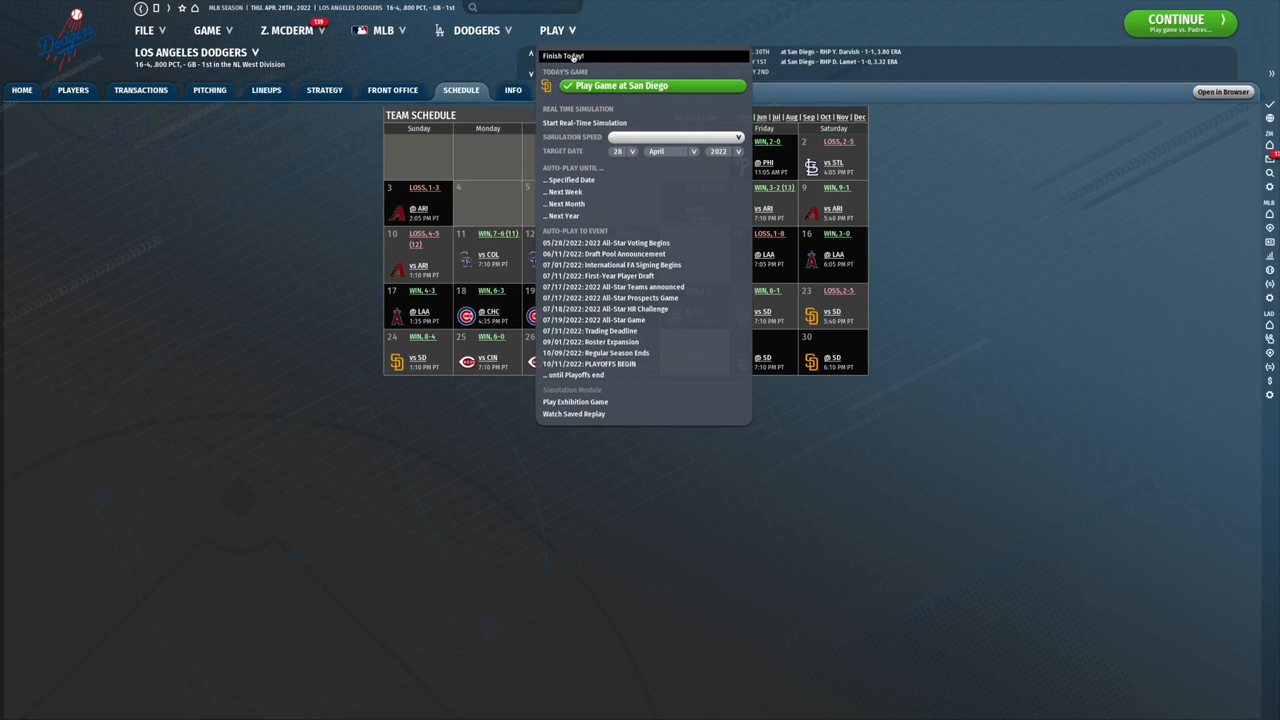 MLB SEASON | THU. APR. 28TH, 2022 | LOS ANGELES DODGERS 16-4, .800 PCT, - GB - 1st
FILE
GAME
Z. MCDERM
139
MLB
DODGERS
PLAY
CONTINUE
Play game vs. Padres...
Dodgers
LOS ANGELES DODGERS
16-4, .800 PCT, - GB - 1st in the NL West Division
30TH at San Diego - RHP Y. Darvish - 1-1, 3.80 ERA
1ST at San Diego - RHP D. Lamet - 1-0, 3.32 ERA
2ND
HOME
PLAYERS
TRANSACTIONS
PITCHING
LINEUPS
STRATEGY
FRONT OFFICE
SCHEDULE
INFO
Open in Browser
Finish Today!
TODAY'S GAME
Play Game at San Diego
REAL TIME SIMULATION
Start Real-Time Simulation
SIMULATION SPEED
TARGET DATE 28 April 2022
AUTO-PLAY UNTIL ...
... Specified Date
... Next Week
... Next Month
... Next Year
AUTO-PLAY TO EVENT
05/28/2022: 2022 All-Star Voting Begins
06/11/2022: Draft Pool Announcement
07/01/2022: International FA Signing Begins
07/11/2022: First-Year Player Draft
07/17/2022: 2022 All-Star Teams announced
07/17/2022: 2022 All-Star Prospects Game
07/18/2022: 2022 All-Star HR Challenge
07/19/2022: 2022 All-Star Game
07/31/2022: Trading Deadline
09/01/2022: Roster Expansion
10/09/2022: Regular Season Ends
10/11/2022: PLAYOFFS BEGIN
... until Playoffs end
Simulation Module
Play Exhibition Game
Watch Saved Replay
TEAM SCHEDULE
| Jun | Jul | Aug | Sep | Oct | Nov | Dec
Sunday Monday Friday Saturday
WIN, 2-0
@ PHI
11:05 AM PT
2 LOSS, 2-5
vs STL
4:05 PM PT
3 LOSS, 1-3
@ ARI
2:05 PM PT
4
5
WIN, 3-2 (13)
@ ARI
7:10 PM PT
9 WIN, 9-1
vs ARI
5:40 PM PT
10 LOSS, 4-5 (12)
vs ARI
1:10 PM PT
11 WIN, 7-6 (11)
vs COL
7:10 PM PT
12
LOSS, 1-8
@ LAA
7:05 PM PT
16 WIN, 3-0
@ LAA
6:05 PM PT
17 WIN, 4-3
@ LAA
1:35 PM PT
18 WIN, 6-3
@ CHC
4:35 PM PT
19
WIN, 6-1
vs SD
7:10 PM PT
23 LOSS, 2-5
vs SD
5:40 PM PT
24 WIN, 8-4
vs SD
1:10 PM PT
25 WIN, 6-0
vs CIN
7:10 PM PT
26
@ SD
7:10 PM PT
30
@ SD
6:10 PM PT
ZM
MLB
LAD